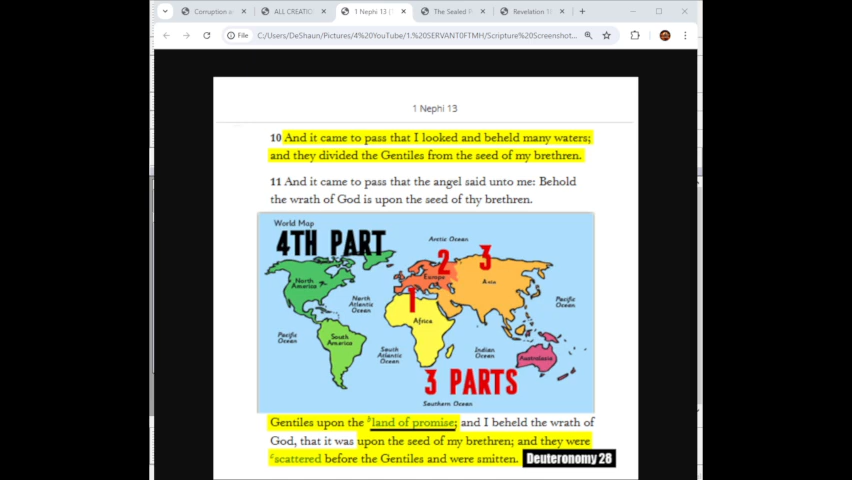 Corruption a
ALL CREATIO
1 Nephi 13 (
The Sealed P
Revelation 1
File
C:/Users/DeShaun/Pictures/4%20YouTube/1.%20SERVANT0FTMH/Scripture%20Screenshot...
1 Nephi 13
10 And it came to pass that I looked and beheld many waters;
and they divided the Gentiles from the seed of my brethren.
11 And it came to pass that the angel said unto me: Behold
the wrath of God is upon the seed of thy brethren.
World Map
4TH PART
Arctic Ocean
2
3
Europe
North
America
Asia
1
North
Atlantic
Ocean
Pacific
Ocean
Africa
Pacific
Ocean
South
America
South
Atlantic
Ocean
Indian
Ocean
Australasia
3 PARTS
Southern Ocean
Gentiles upon the b land of promise; and I beheld the wrath of
God, that it was upon the seed of my brethren; and they were
c scattered before the Gentiles and were smitten. Deuteronomy 28